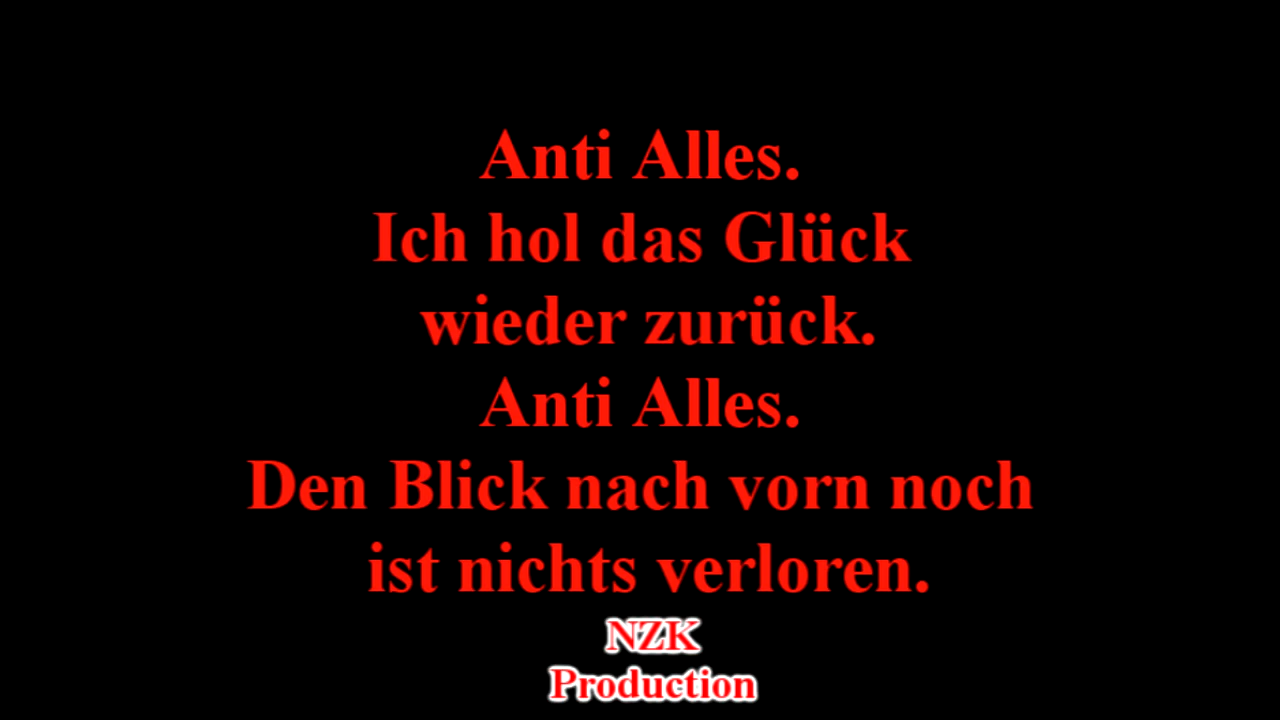 Anti Alles.
Ich hol das Glück
wieder zurück.
Anti Alles.
Den Blick nach vorn noch
ist nichts verloren.
NZK
Production